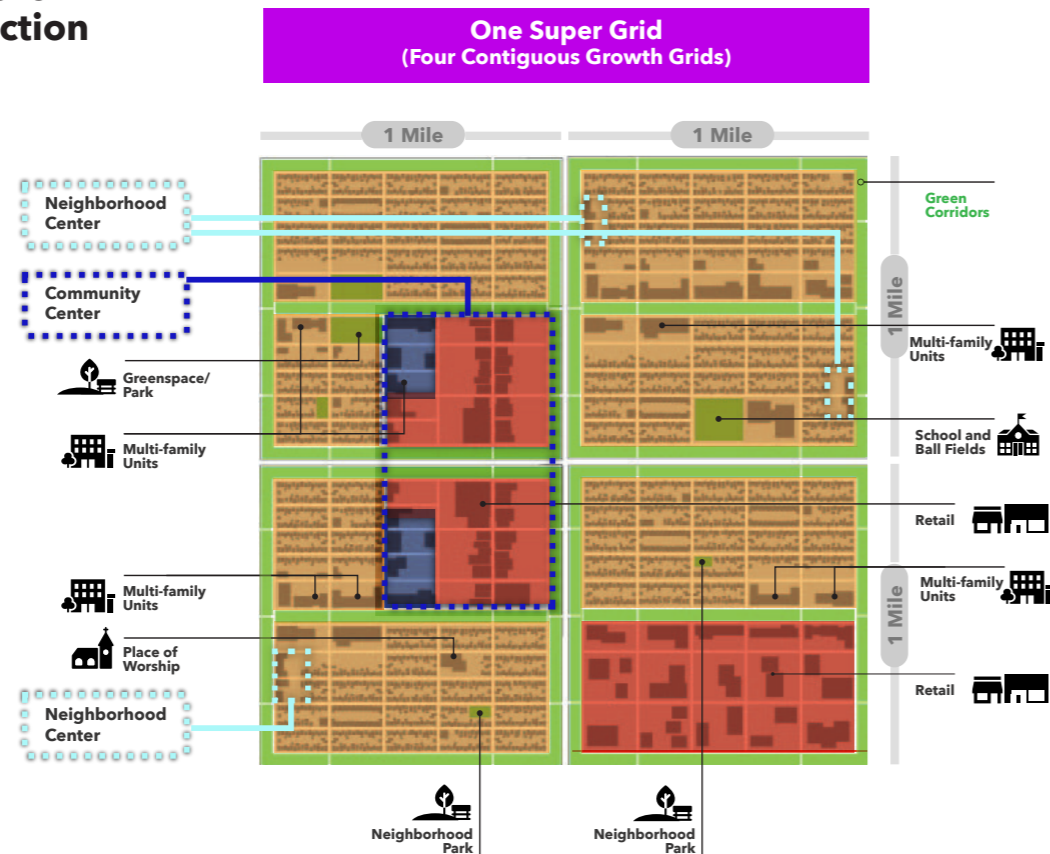 ction
One Super Grid
(Four Contiguous Growth Grids)
1 Mile
1 Mile
Neighborhood
Center
Community
Center
Greenspace/
Park
Multi-family
Units
Multi-family
Units
Place of
Worship
Neighborhood
Center
Green
Corridors
1 Mile
Multi-family
Units
School and
Ball Fields
Retail
Multi-family
Units
1 Mile
Retail
Neighborhood
Park
Neighborhood
Park